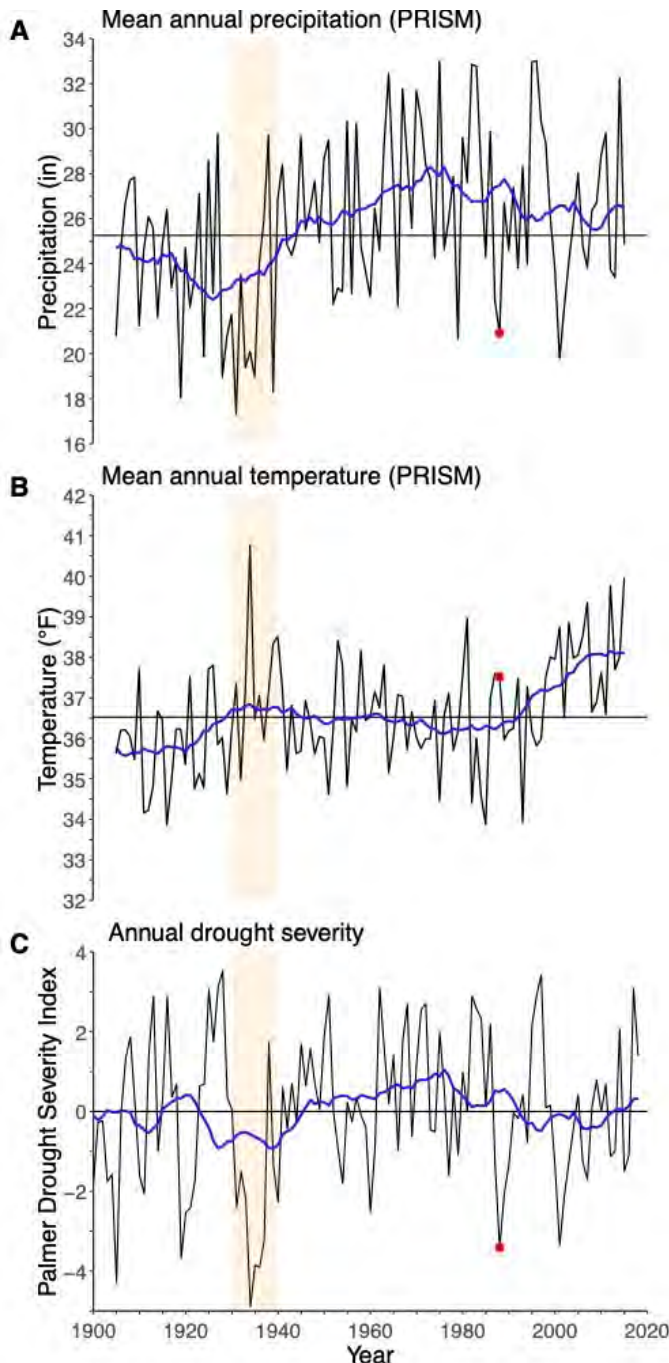 A
Mean annual precipitation (PRISM)
Precipitation (in)
34
32
30
28
26
24
22
20
18
16
B
Mean annual temperature (PRISM)
Temperature (°F)
42
41
40
39
38
37
36
35
34
33
32
C
Annual drought severity
Palmer Drought Severity Index
4
2
0
−2
−4
1900 1920 1940 1960 1980 2000 2020
Year